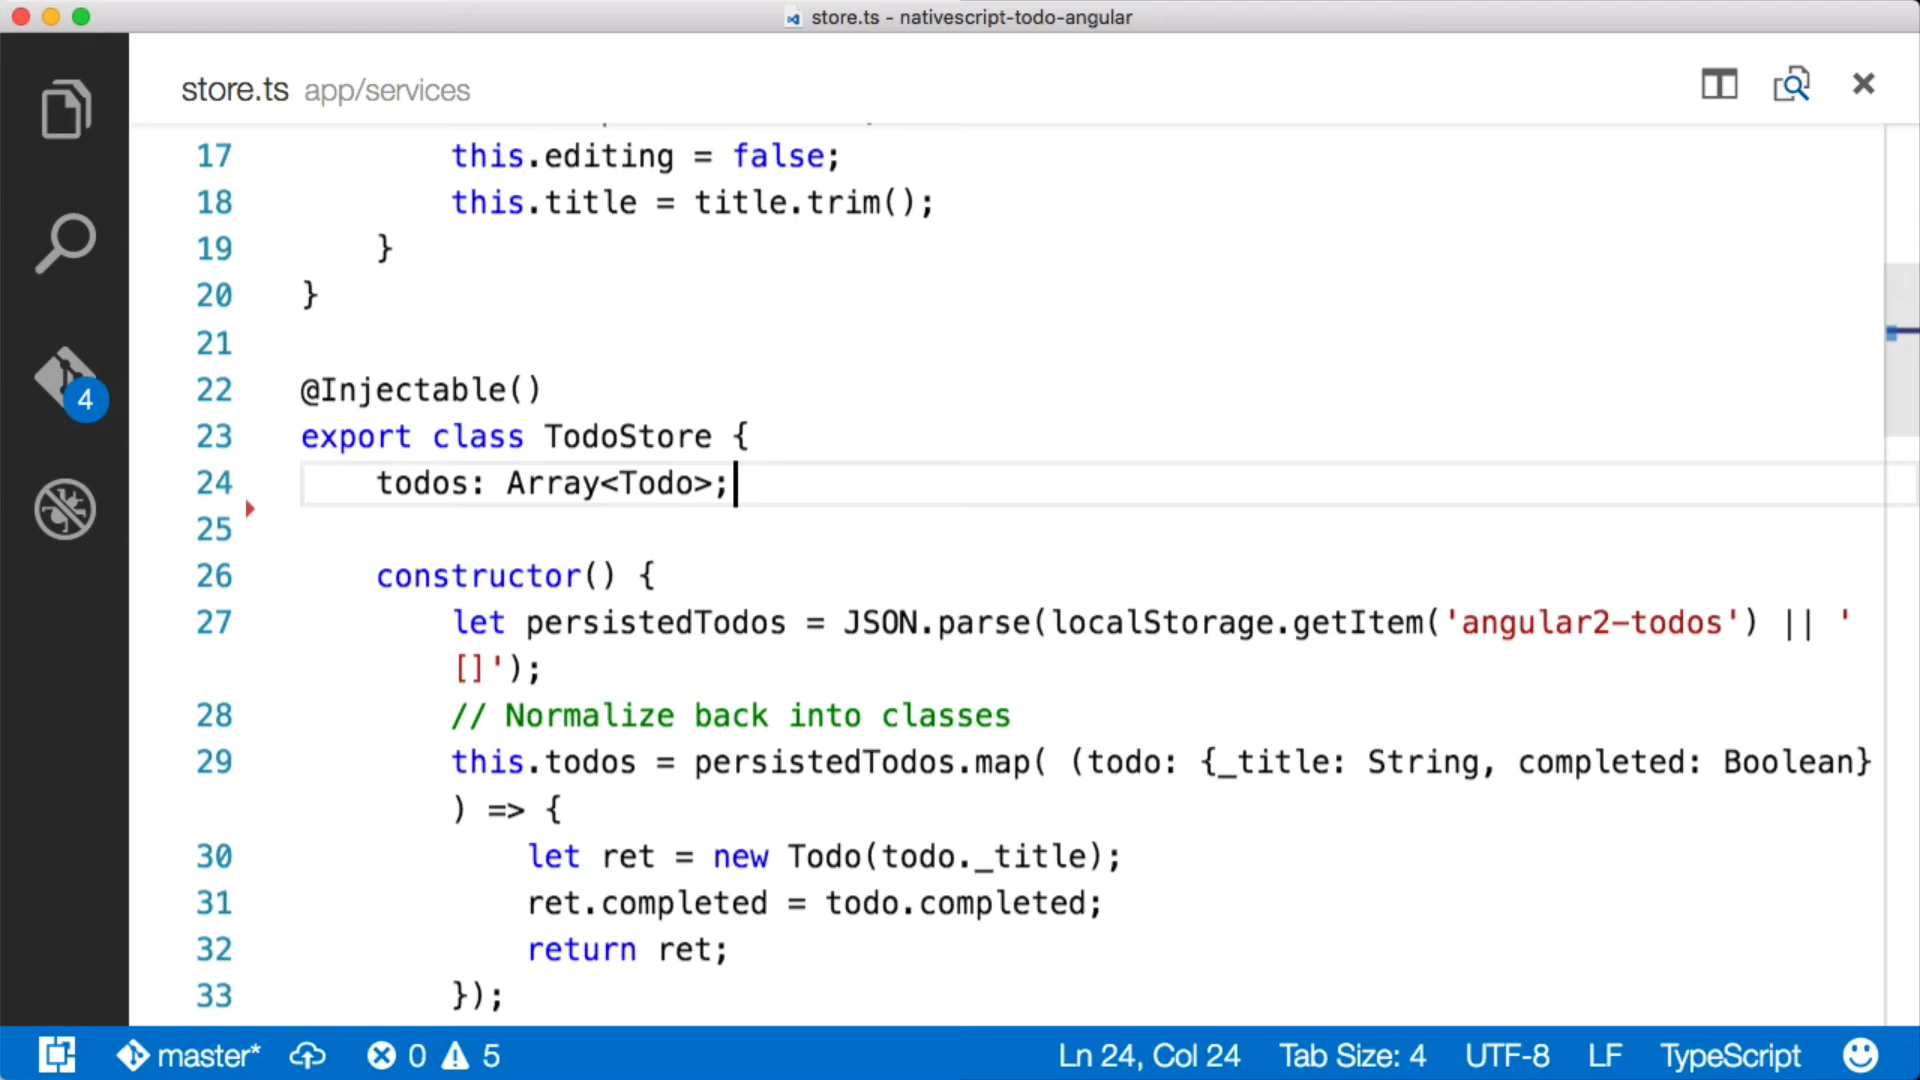 store.ts - nativescript-todo-angular
store.ts app/services
17 this.editing = false;
18 this.title = title.trim();
19 }
20 }
21
22 @Injectable()
23 export class TodoStore {
24 todos: Array<Todo>;
25
26 constructor() {
27 let persistedTodos = JSON.parse(localStorage.getItem('angular2-todos') || '
[]');
28 // Normalize back into classes
29 this.todos = persistedTodos.map( (todo: {_title: String, completed: Boolean}
) => {
30 let ret = new Todo(todo._title);
31 ret.completed = todo.completed;
32 return ret;
33 });
4
master* 0 5 Ln 24, Col 24 Tab Size: 4 UTF-8 LF TypeScript